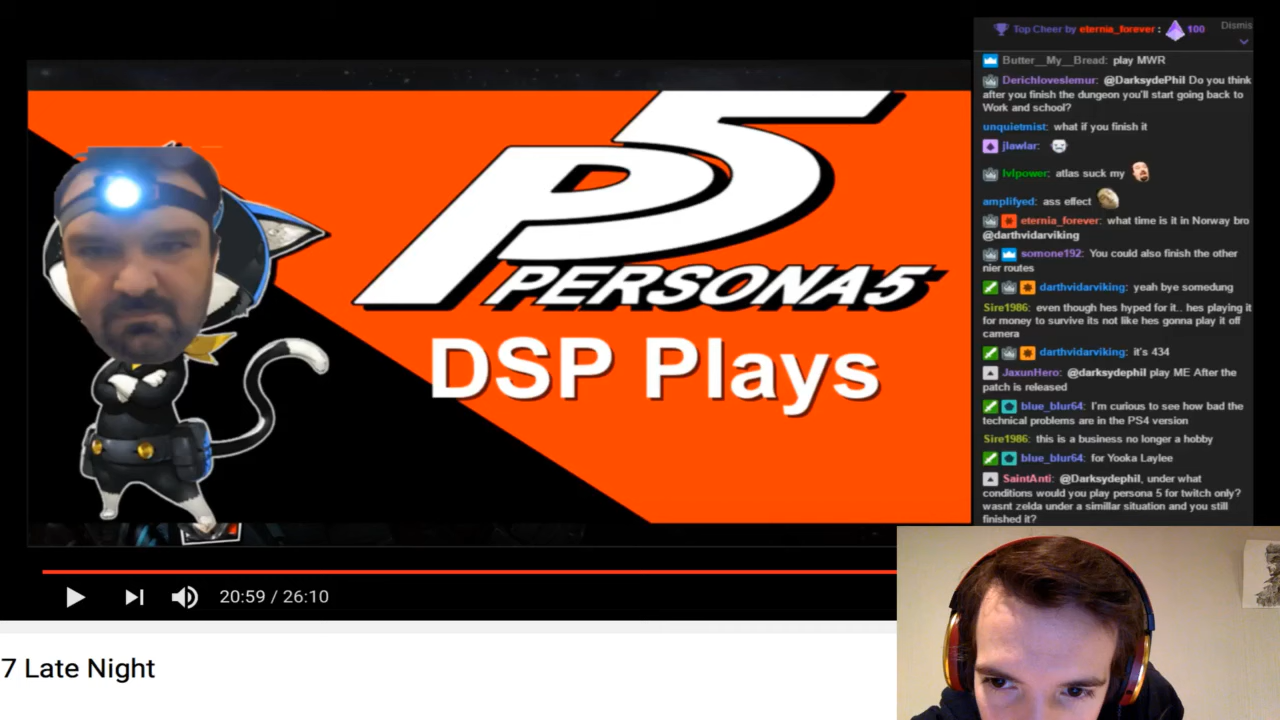 Top Cheer by eternia_forever : 100
Dismis
Butter__My__Bread: play MWR
Derichloveslemur: @DarksydePhil Do you think
after you finish the dungeon you'll start going back to
Work and school?
unquietmist: what if you finish it
jlawlar:
lvlpower: atlas suck my
amplifyed: ass effect
eternia_forever: what time is it in Norway bro
@darthvidarviking
somone192: You could also finish the other
nier routes
darthvidarviking: yeah bye somedung
Sire1986: even though hes hyped for it.. hes playing it
for money to survive its not like hes gonna play it off
camera
darthvidarviking: it's 434
JaxunHero: @darksydephil play ME After the
patch is released
blue_blur64: I'm curious to see how bad the
technical problems are in the PS4 version
Sire1986: this is a business no longer a hobby
blue_blur64: for Yooka Laylee
SaintAnti: @Darksydephil, under what
conditions would you play persona 5 for twitch only?
wasnt zelda under a simillar situation and you still
finished it?
P5
PERSONA5
DSP Plays
20:59 / 26:10
7 Late Night